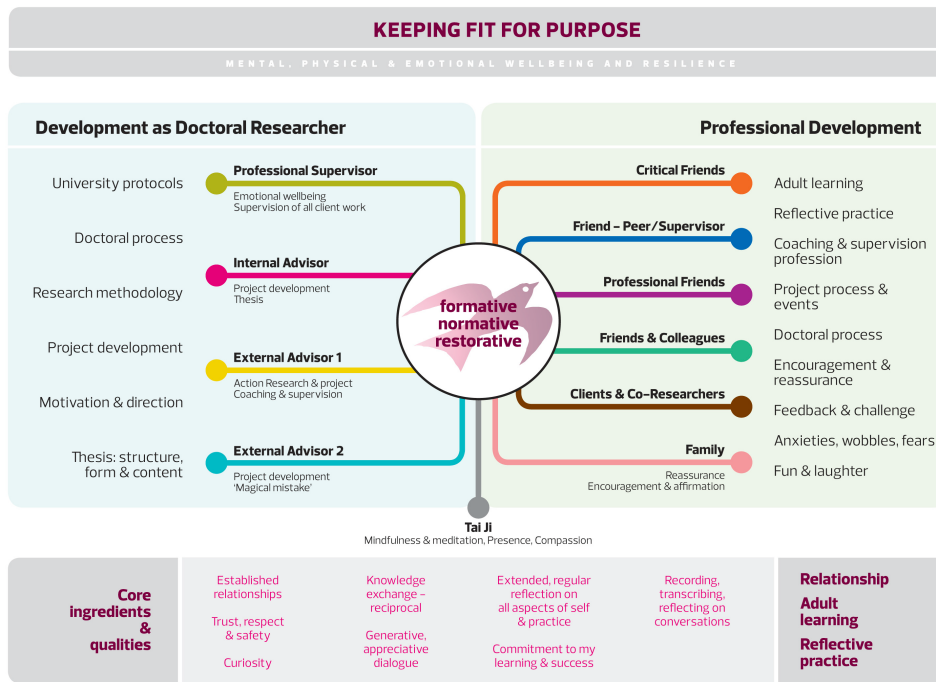 KEEPING FIT FOR PURPOSE
MENTAL, PHYSICAL & EMOTIONAL WELLBEING AND RESILIENCE
Development as Doctoral Researcher
University protocols
Doctoral process
Research methodology
Project development
Motivation & direction
Thesis: structure,
form & content
Professional Supervisor
Emotional wellbeing
Supervision of all client work
Internal Advisor
Project development
Thesis
External Advisor 1
Action Research & project
Coaching & supervision
External Advisor 2
Project development
'Magical mistake'
formative
normative
restorative
Tai Ji
Mindfulness & meditation, Presence, Compassion
Professional Development
Critical Friends
Friend – Peer/Supervisor
Professional Friends
Friends & Colleagues
Clients & Co-Researchers
Family
Reassurance
Encouragement & affirmation
Adult learning
Reflective practice
Coaching & supervision
profession
Project process &
events
Doctoral process
Encouragement &
reassurance
Feedback & challenge
Anxieties, wobbles, fears
Fun & laughter
Core
ingredients
&
qualities
Established
relationships
Trust, respect
& safety
Curiosity
Knowledge
exchange –
reciprocal
Generative,
appreciative
dialogue
Extended, regular
reflection on
all aspects of self
& practice
Commitment to my
learning & success
Recording,
transcribing,
reflecting on
conversations
Relationship
Adult
learning
Reflective
practice